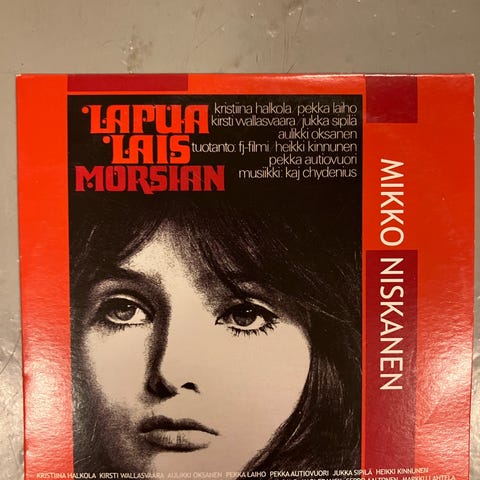 LAPUA
LAIS
MORSIAN
kristiina halkola / pekka laiho
kirsti wallasvaara / jukka sipilä
aulikki oksanen
tuotanto: fj-filmi / heikki kinnunen
pekka autiovuori
musiikki: kaj chydenius
MIKKO NISKANEN
KRISTIINA HALKOLA KIRSTI WALLASVAARA AULIKKI OKSANEN PEKKA LAIHO PEKKA AUTIOVUORI JUKKA SIPILÄ HEIKKI KINNUNEN